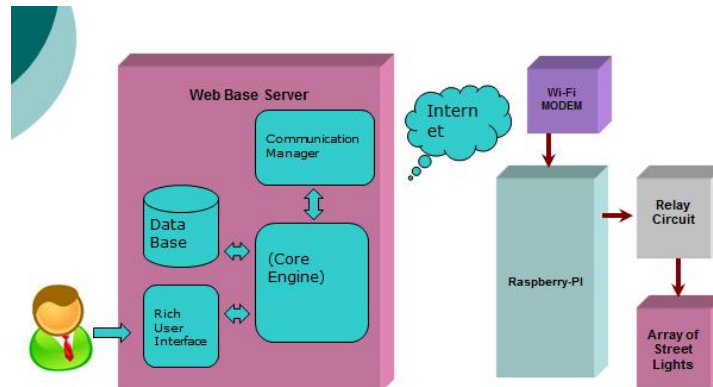 Web Base Server
Communication
Manager
Data
Base
(Core
Engine)
Rich
User
Interface
Intern
et
Wi-Fi
MODEM
Raspberry-PI
Relay
Circuit
Array of
Street
Lights